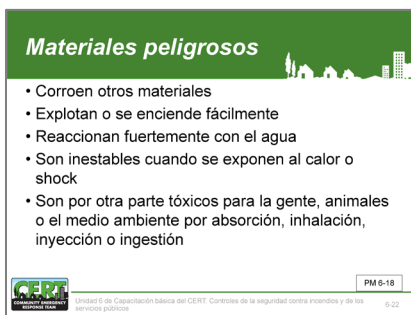 Materiales peligrosos
• Corroen otros materiales
• Explotan o se enciende fácilmente
• Reaccionan fuertemente con el agua
• Son inestables cuando se exponen al calor o
shock
• Son por otra parte tóxicos para la gente, animales
o el medio ambiente por absorción, inhalación,
inyección o ingestión
PM 6-18
CERT
COMMUNITY EMERGENCY
RESPONSE TEAM
Unidad 6 de Capacitación básica del CERT: Controles de la seguridad contra incendios y de los
servicios públicos
6-22